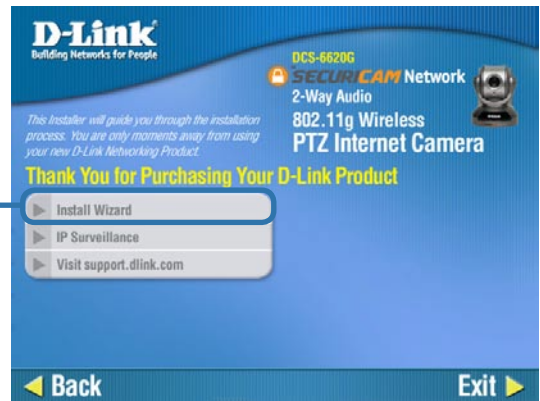 D-Link
Building Networks for People
DCS-6620G
SECURICAM Network
2-Way Audio
802.11g Wireless
PTZ Internet Camera
This Installer will guide you through the installation
process. You are only moments away from using
your new D-Link Networking Product.
Thank You for Purchasing Your D-Link Product
Install Wizard
IP Surveillance
Visit support.dlink.com
Back
Exit